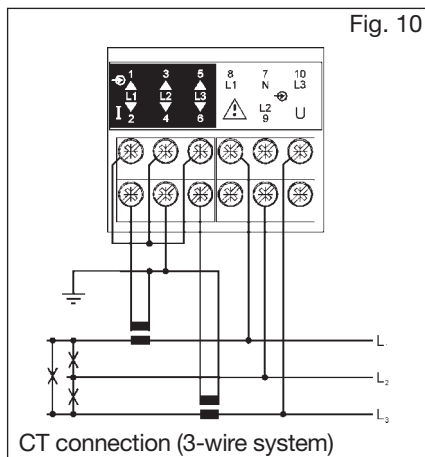 Fig. 10
1 3 5 8 7 10
L1 N L3
L1 L2 L3
I 2 4 6 L2 9 U
L1
L2
L3
CT connection (3-wire system)